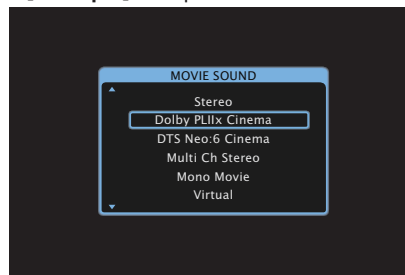 MOVIE SOUND
Stereo
Dolby PLIIx Cinema
DTS Neo:6 Cinema
Multi Ch Stereo
Mono Movie
Virtual